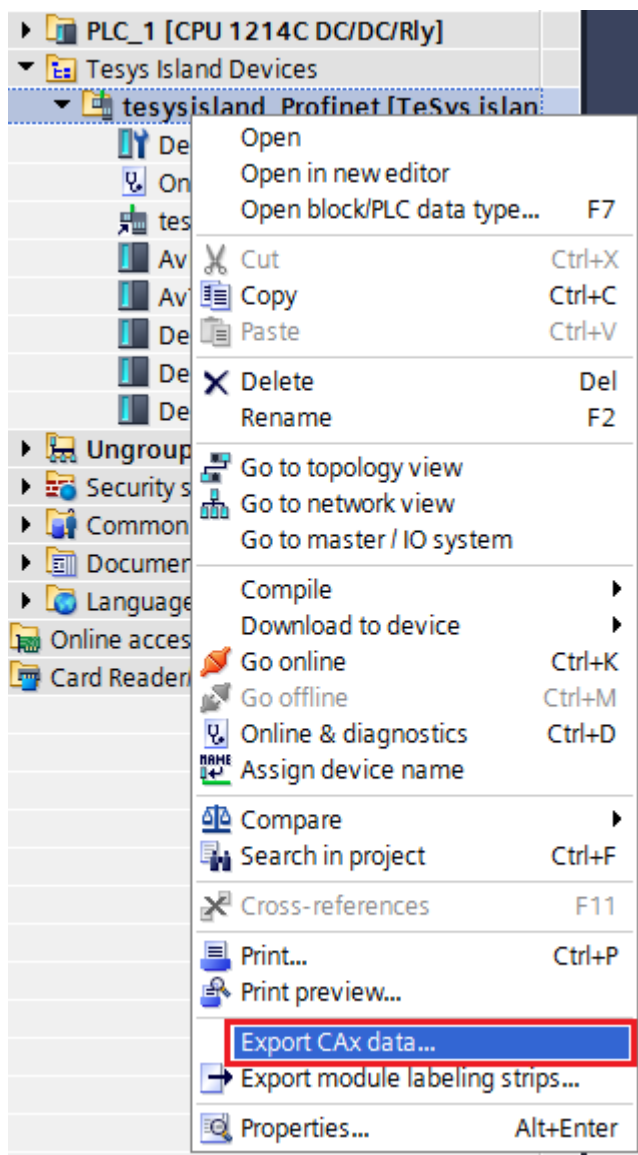 PLC_1 [CPU 1214C DC/DC/Rly]
Tesys Island Devices
tesysisland_Profinet [TeSys islan
De
On
tes
Av
Av
De
De
De
Ungroup
Security s
Common
Documen
Language
Online acces
Card Reader/
Open
Open in new editor
Open block/PLC data type... F7
Cut Ctrl+X
Copy Ctrl+C
Paste Ctrl+V
Delete Del
Rename F2
Go to topology view
Go to network view
Go to master / IO system
Compile
Download to device
Go online Ctrl+K
Go offline Ctrl+M
Online & diagnostics Ctrl+D
NAME
Assign device name
Compare
Search in project Ctrl+F
Cross-references F11
Print... Ctrl+P
Print preview...
Export CAx data...
Export module labeling strips...
Properties... Alt+Enter